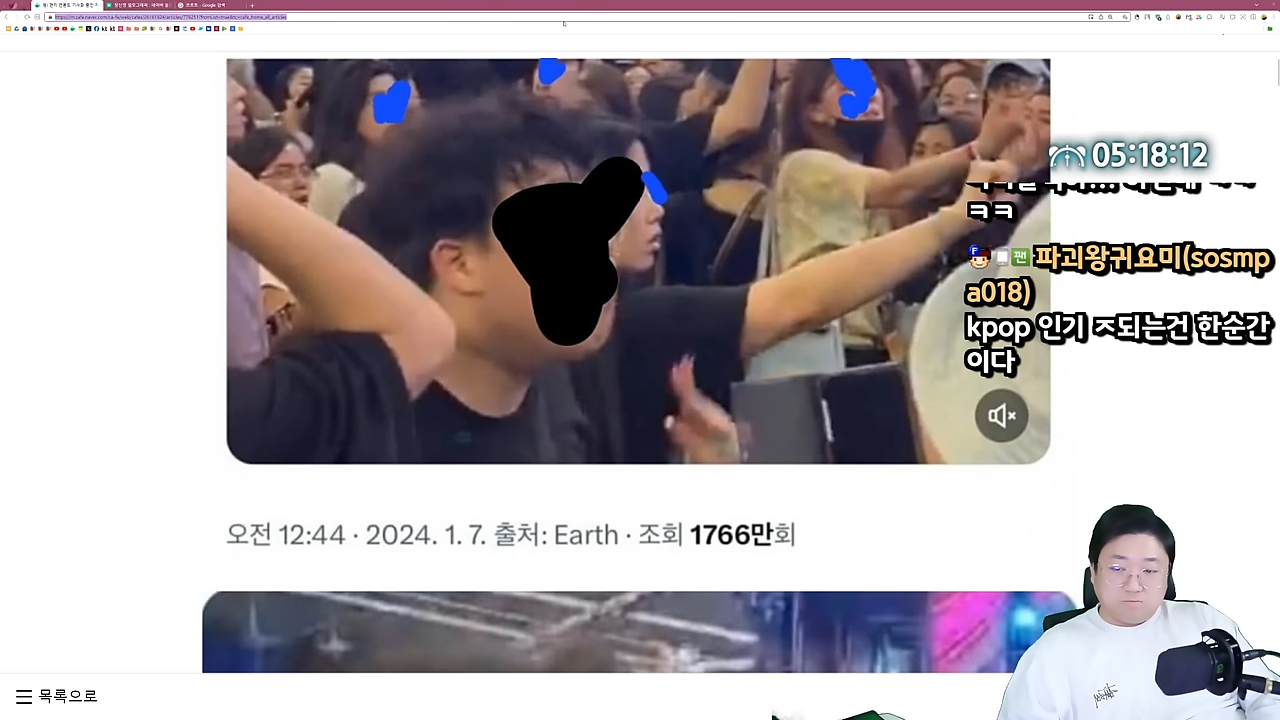 05:18:12
ㅋㅋ
파괴왕귀요미(sosmp
a018)
kpop 인기 ㅈ되는건 한순간
이다
오전 12:44 · 2024. 1. 7. 출처: Earth · 조회 1766만회
목록으로